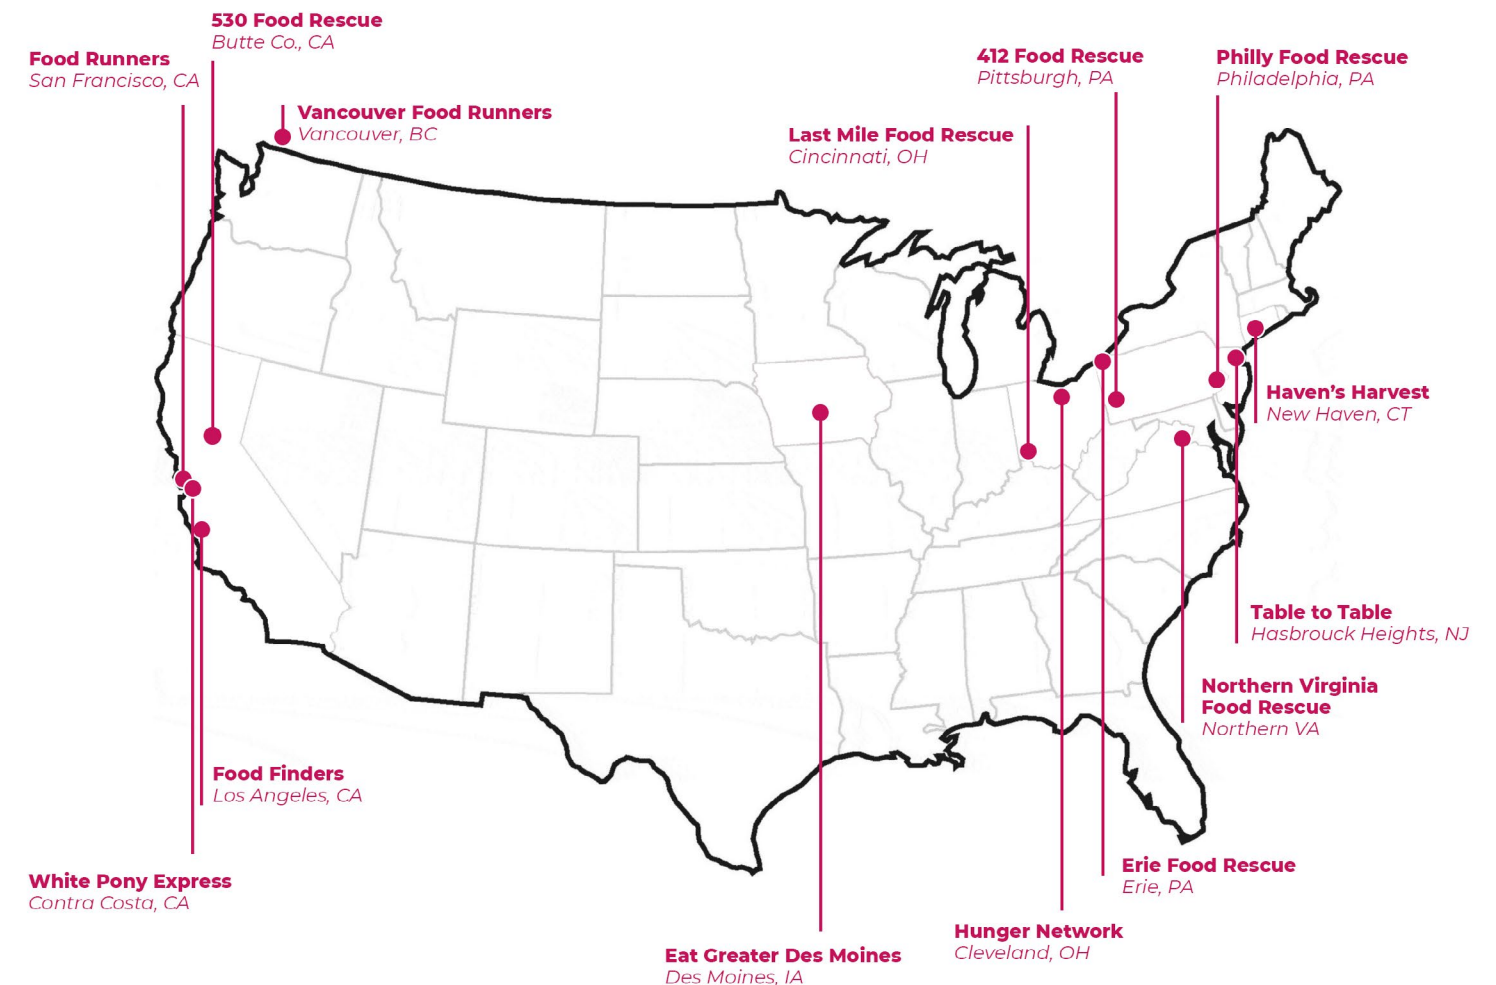 530 Food Rescue
Butte Co., CA
Food Runners
San Francisco, CA
Vancouver Food Runners
Vancouver, BC
412 Food Rescue
Pittsburgh, PA
Philly Food Rescue
Philadelphia, PA
Last Mile Food Rescue
Cincinnati, OH
Haven’s Harvest
New Haven, CT
Table to Table
Hasbrouck Heights, NJ
Northern Virginia
Food Rescue
Northern VA
Food Finders
Los Angeles, CA
White Pony Express
Contra Costa, CA
Erie Food Rescue
Erie, PA
Hunger Network
Cleveland, OH
Eat Greater Des Moines
Des Moines, IA